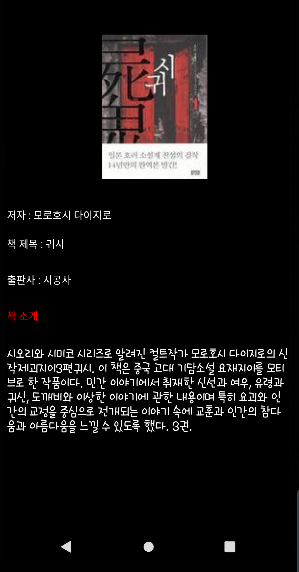 屍鬼
시귀
일본 호러 소설계 전설의 걸작
14년만의 완역본 발간!
저자 : 모로호시 다이지로
책 제목 : 귀시
출판사 : 시공사
책 소개
시오리와 시미코 시리즈로 알려진 컬트작가 모로호시 다이지로의 신
작제괴지이3편귀시. 이 책은 중국 고대 기담소설 요재지이를 모티
브로 한 작품이다. 민간 이야기에서 취재한 신선과 여우, 유령과
귀신, 도깨비와 이상한 이야기에 관한 내용이며 특히 요괴와 인
간의 교정을 중심으로 전개되는 이야기 속에 교훈과 인간의 참다
움과 아름다움을 느낄 수 있도록 했다. 3권.